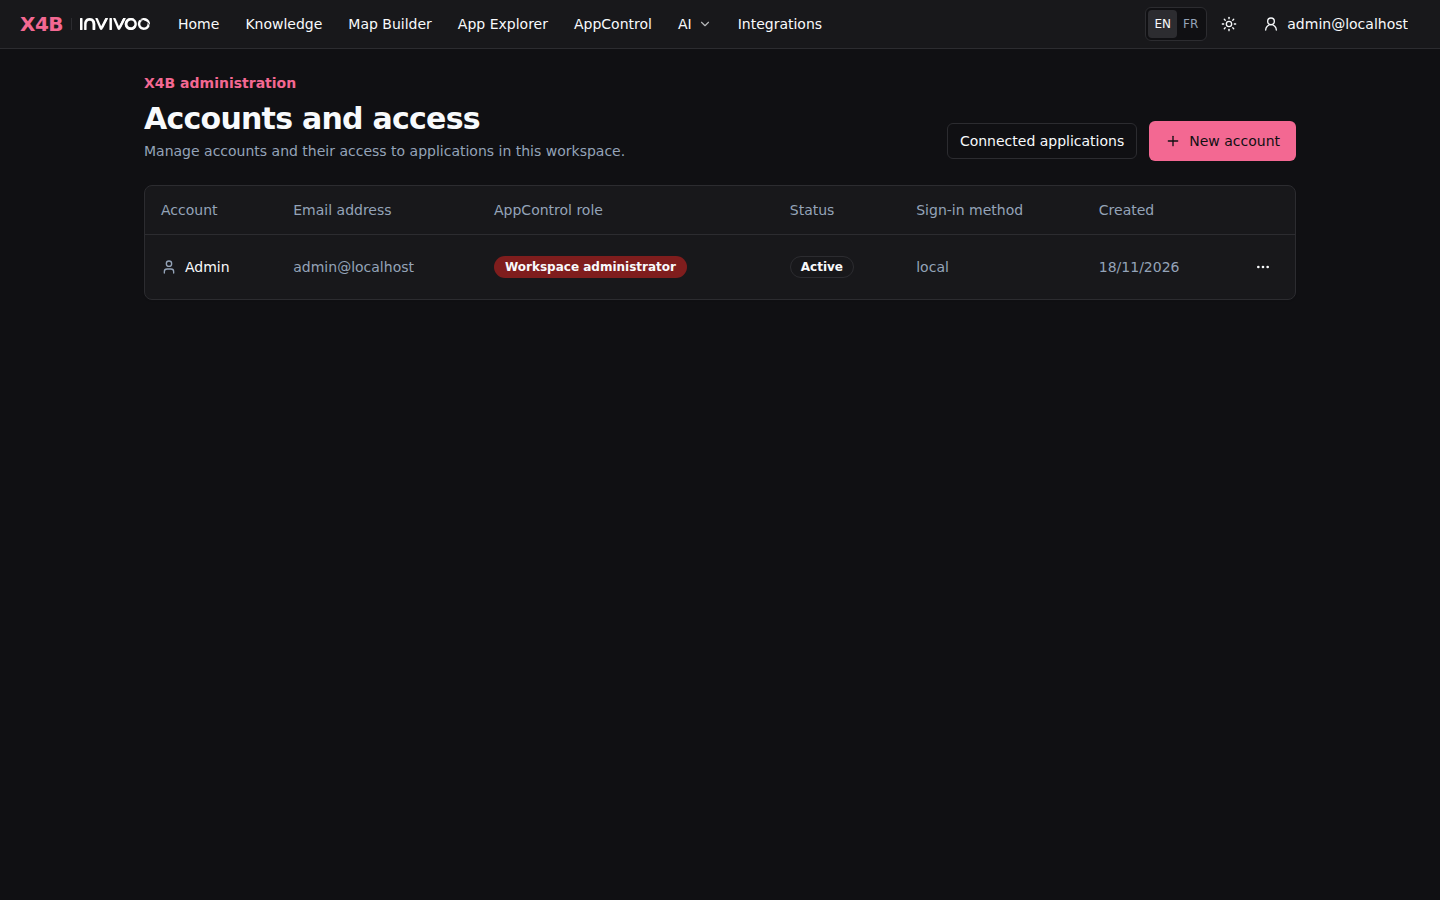 X4B INVIVOO Home Knowledge Map Builder App Explorer AppControl AI Integrations EN FR admin@localhost
X4B administration
Accounts and access
Manage accounts and their access to applications in this workspace.
Connected applications New account
Account Email address AppControl role Status Sign-in method Created
Admin admin@localhost Workspace administrator Active local 18/11/2026